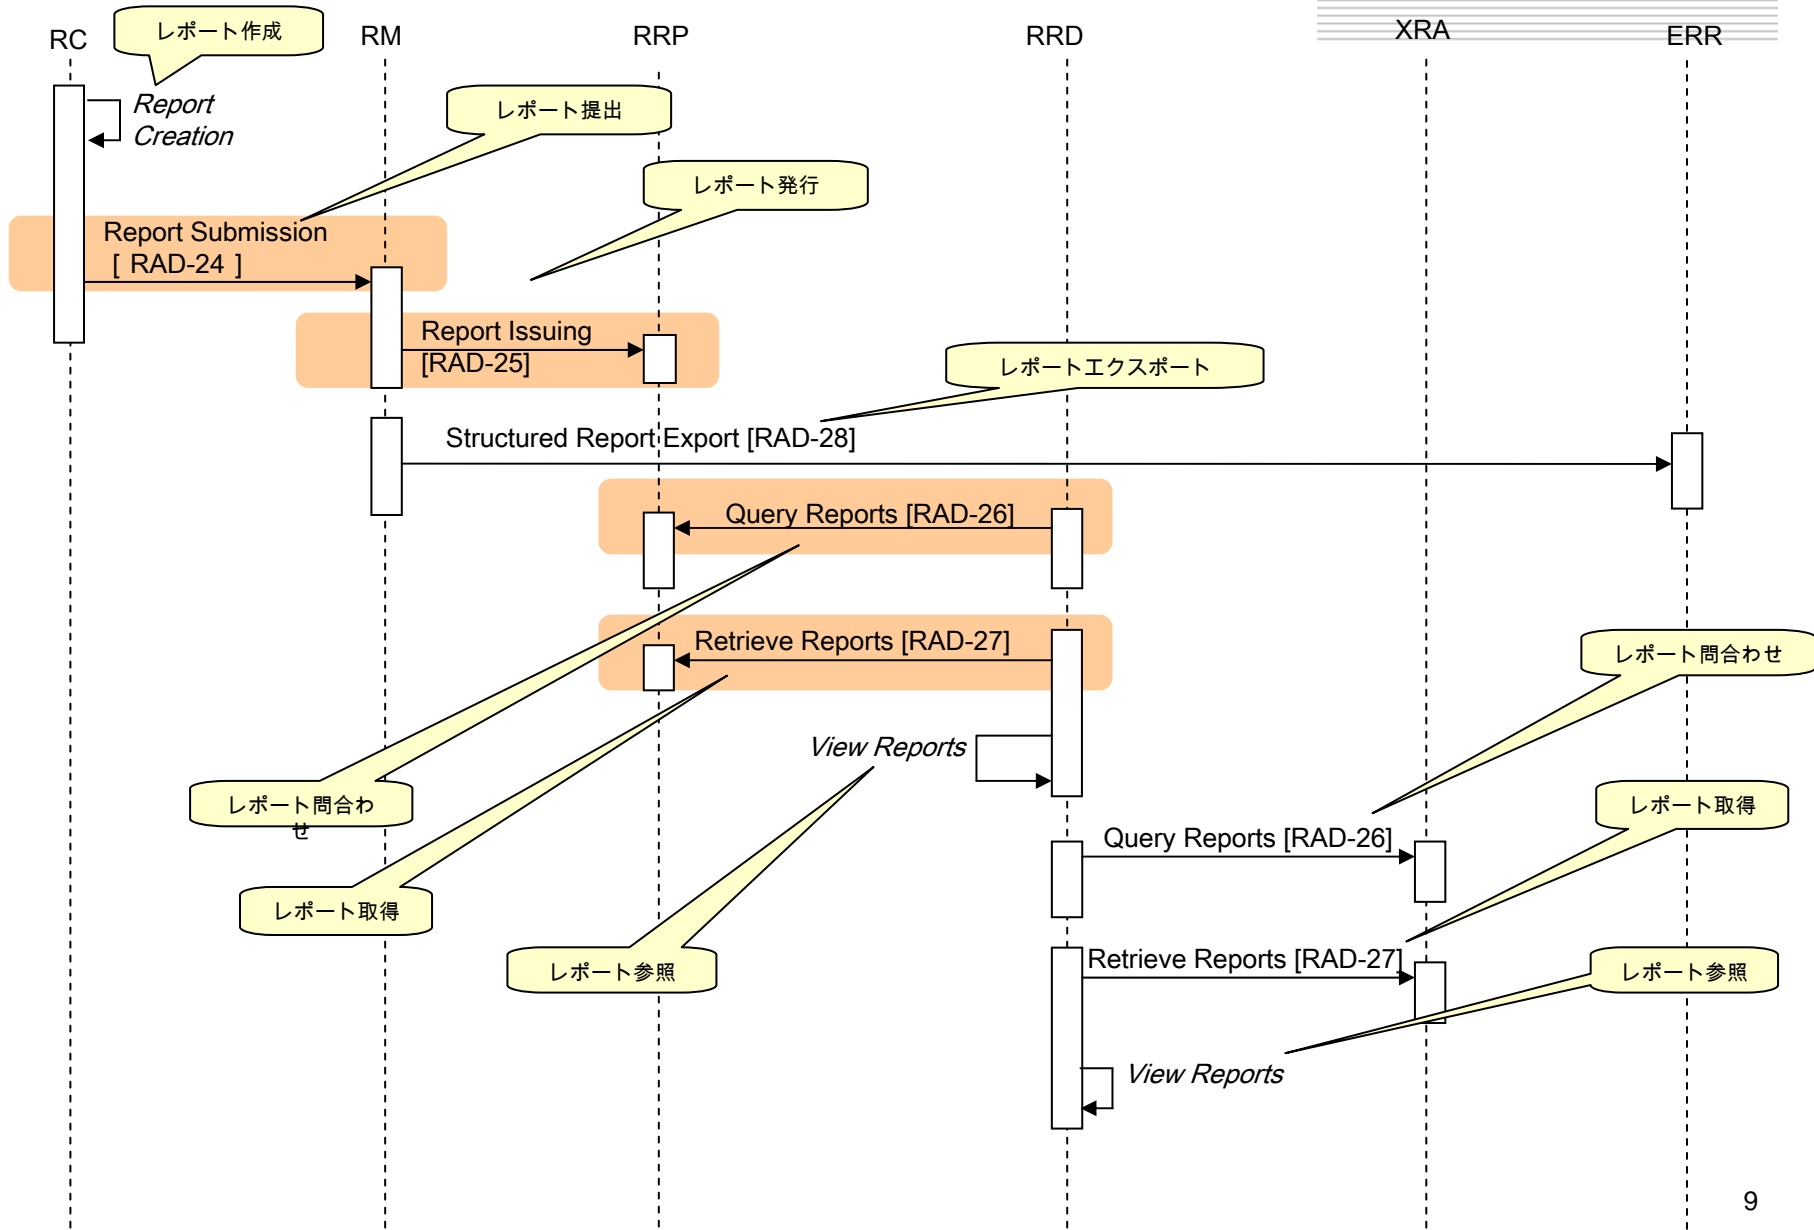 RC
レポート作成
RM
RRP
RRD
XRA
ERR
Report
Creation
レポート提出
レポート発行
Report Submission
[ RAD-24 ]
Report Issuing
[RAD-25]
レポートエクスポート
Structured Report Export [RAD-28]
Query Reports [RAD-26]
Retrieve Reports [RAD-27]
レポート問合わせ
View Reports
レポート問合わ
せ
レポート取得
Query Reports [RAD-26]
レポート取得
レポート参照
Retrieve Reports [RAD-27]
レポート参照
View Reports
9